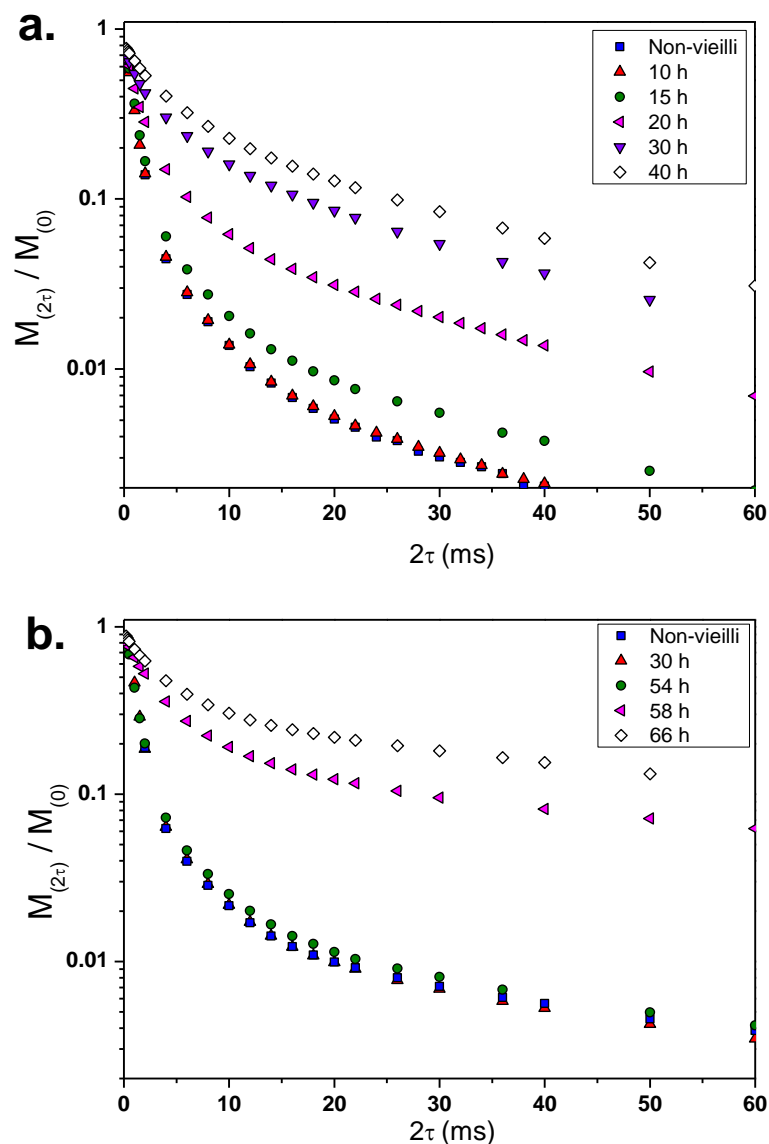 a.
1
0.1
0.01
M(2τ) / M(0)
Non-vieilli
10 h
15 h
20 h
30 h
40 h
0 10 20 30 40 50 60
2τ (ms)
b.
1
0.1
0.01
M(2τ) / M(0)
Non-vieilli
30 h
54 h
58 h
66 h
0 10 20 30 40 50 60
2τ (ms)